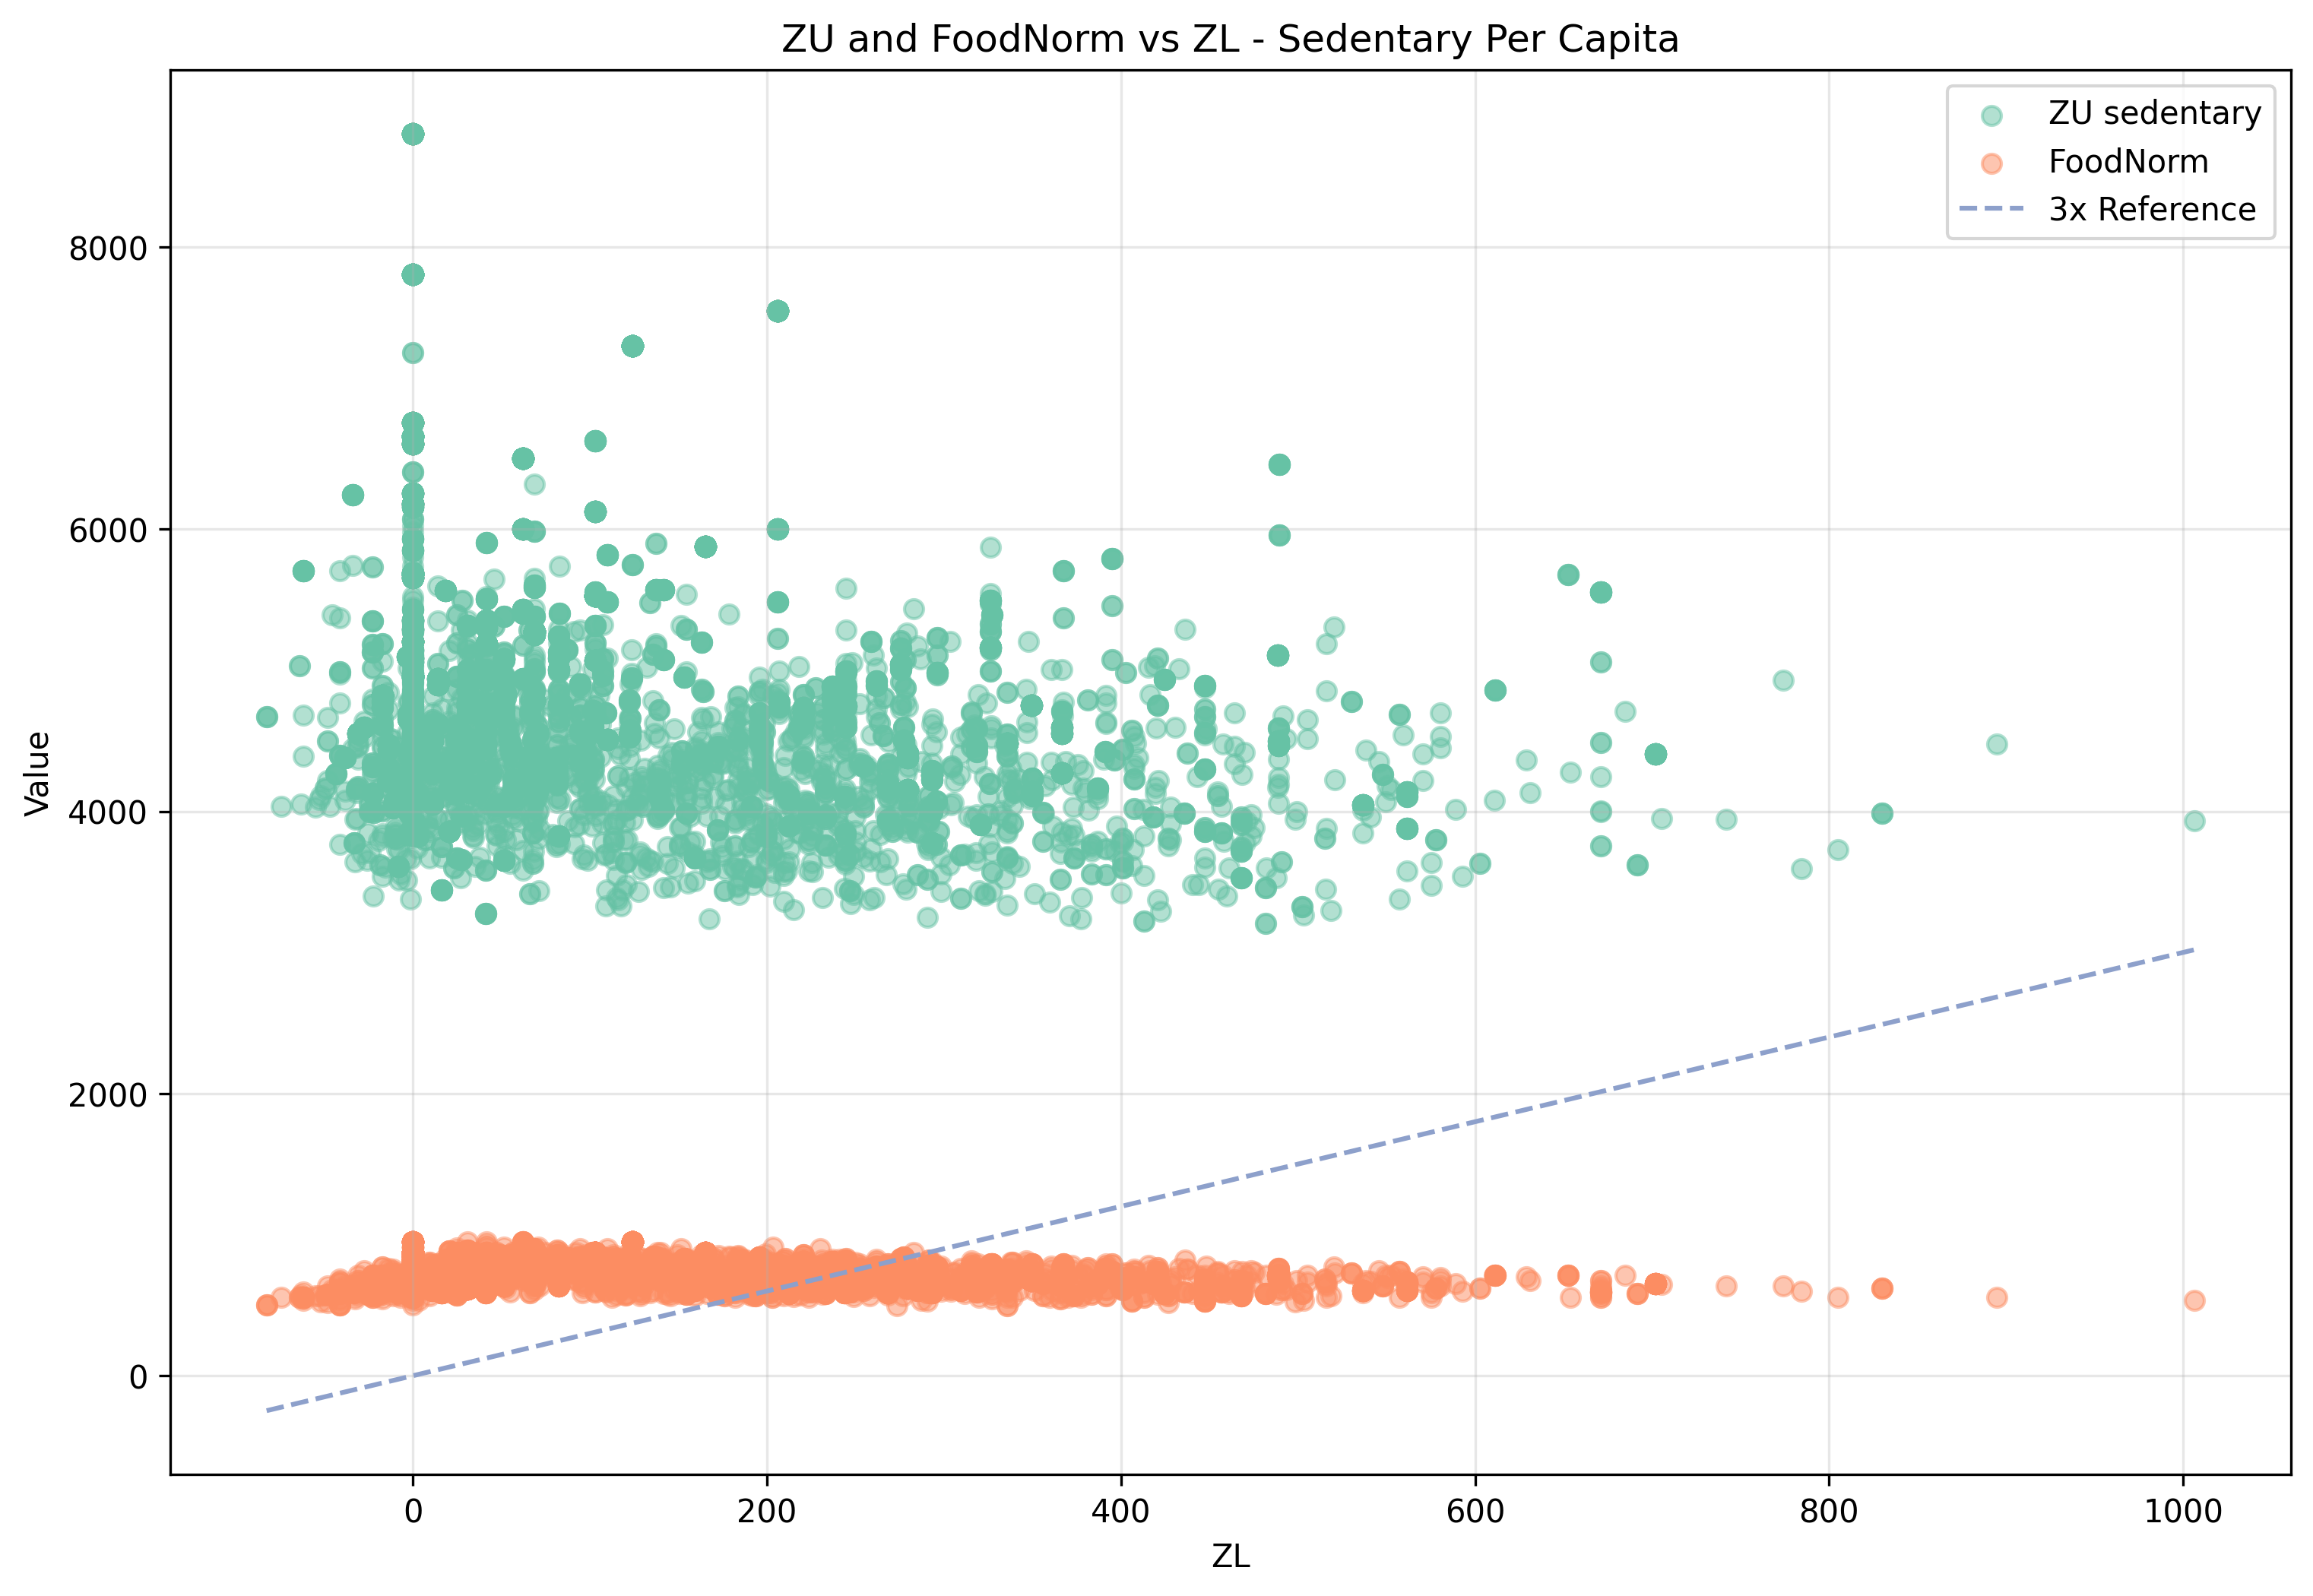 ZU and FoodNorm vs ZL - Sedentary Per Capita
ZU sedentary
FoodNorm
3x Reference
Value
8000
6000
4000
2000
0
0
200
400
600
800
1000
ZL